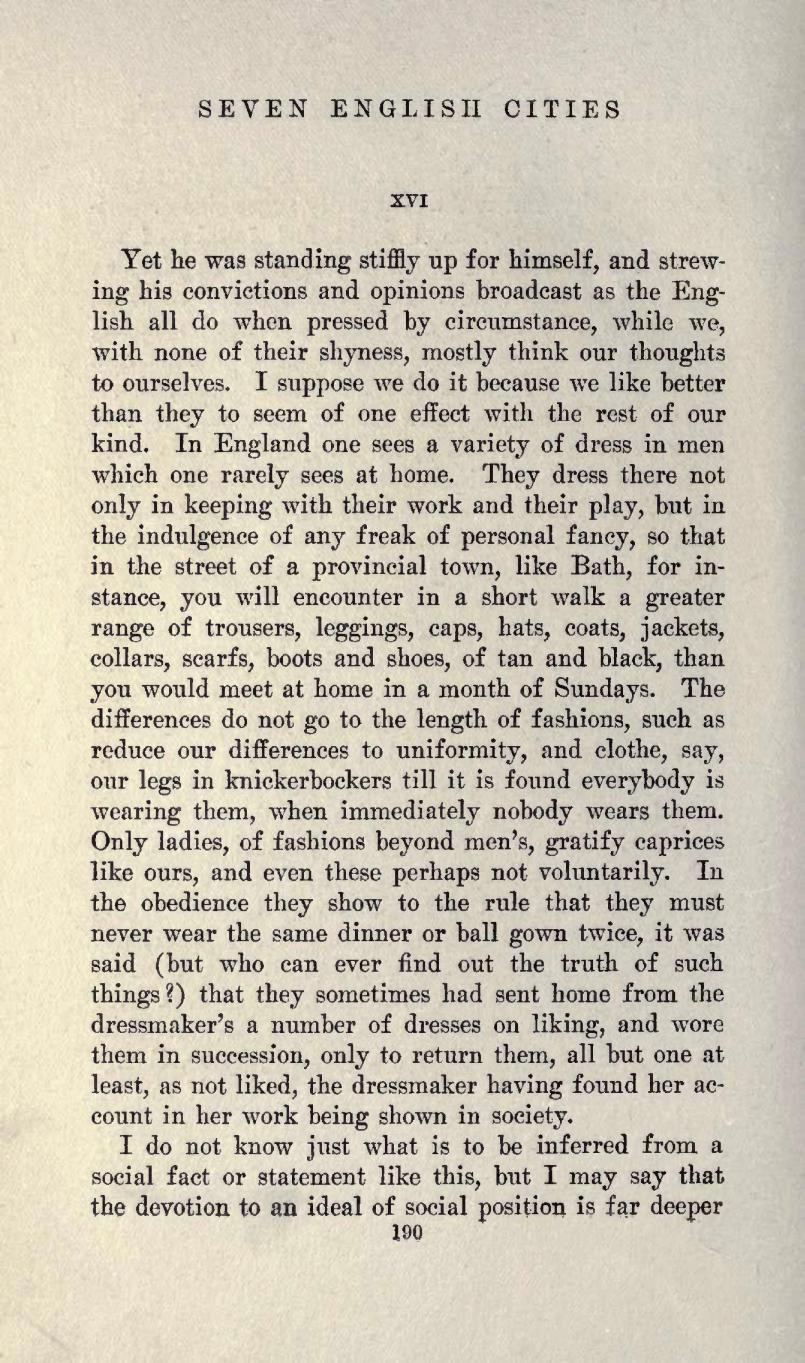 SEVEN ENGLISH CITIES
XVI
Yet he was standing stiffly up for himself, and strew-
ing his convictions and opinions broadcast as the Eng-
lish all do when pressed by circumstance, while we,
with none of their shyness, mostly think our thoughts
to ourselves. I suppose we do it because we like better
than they to seem of one effect with the rest of our
kind. In England one sees a variety of dress in men
which one rarely sees at home. They dress there not
only in keeping with their work and their play, but in
the indulgence of any freak of personal fancy, so that
in the street of a provincial town, like Bath, for in-
stance, you will encounter in a short walk a greater
range of trousers, leggings, caps, hats, coats, jackets,
collars, scarfs, boots and shoes, of tan and black, than
you would meet at home in a month of Sundays. The
differences do not go to the length of fashions, such as
reduce our differences to uniformity, and clothe, say,
our legs in knickerbockers till it is found everybody is
wearing them, when immediately nobody wears them.
Only ladies, of fashions beyond men's, gratify caprices
like ours, and even these perhaps not voluntarily. In
the obedience they show to the rule that they must
never wear the same dinner or ball gown twice, it was
said (but who can ever find out the truth of such
things?) that they sometimes had sent home from the
dressmaker's a number of dresses on liking, and wore
them in succession, only to return them, all but one at
least, as not liked, the dressmaker having found her ac-
count in her work being shown in society.
I do not know just what is to be inferred from a
social fact or statement like this, but I may say that
the devotion to an ideal of social position is far deeper
190